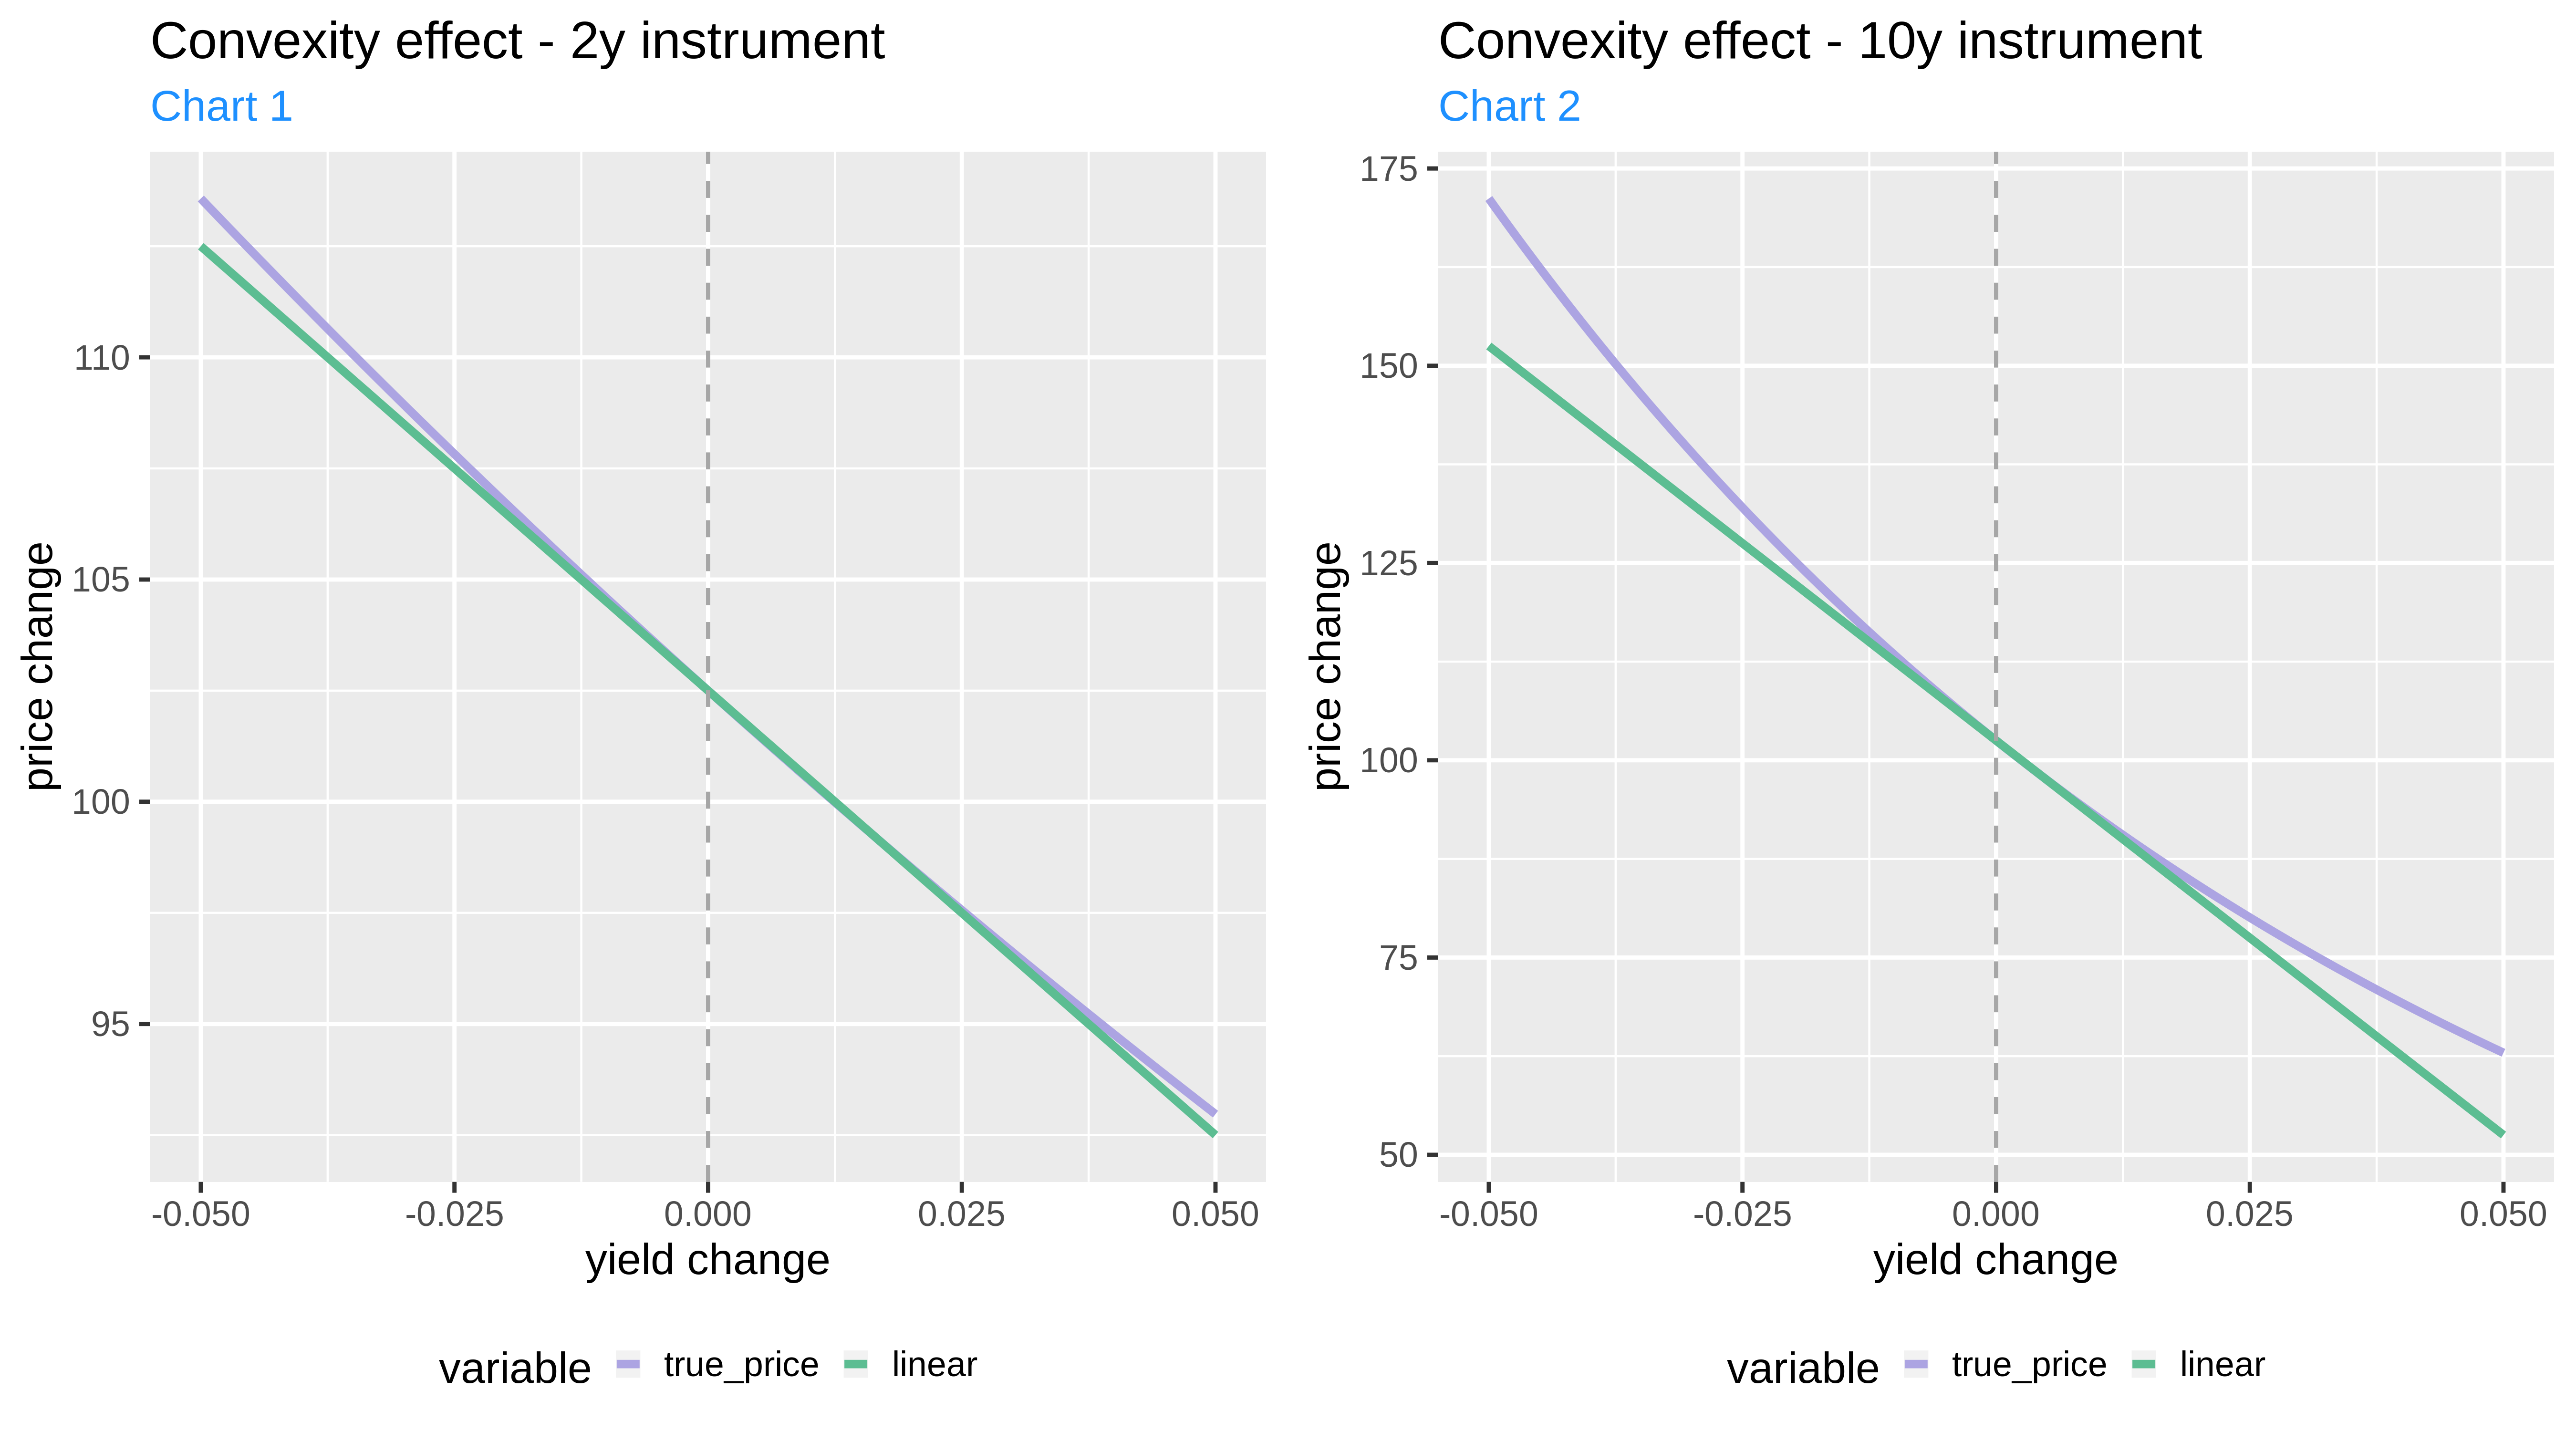 Convexity effect - 2y instrument
Chart 1
110
105
100
95
price change
-0.050 -0.025 0.000 0.025 0.050
yield change
variable true_price linear
Convexity effect - 10y instrument
Chart 2
175
150
125
100
75
50
price change
-0.050 -0.025 0.000 0.025 0.050
yield change
variable true_price linear